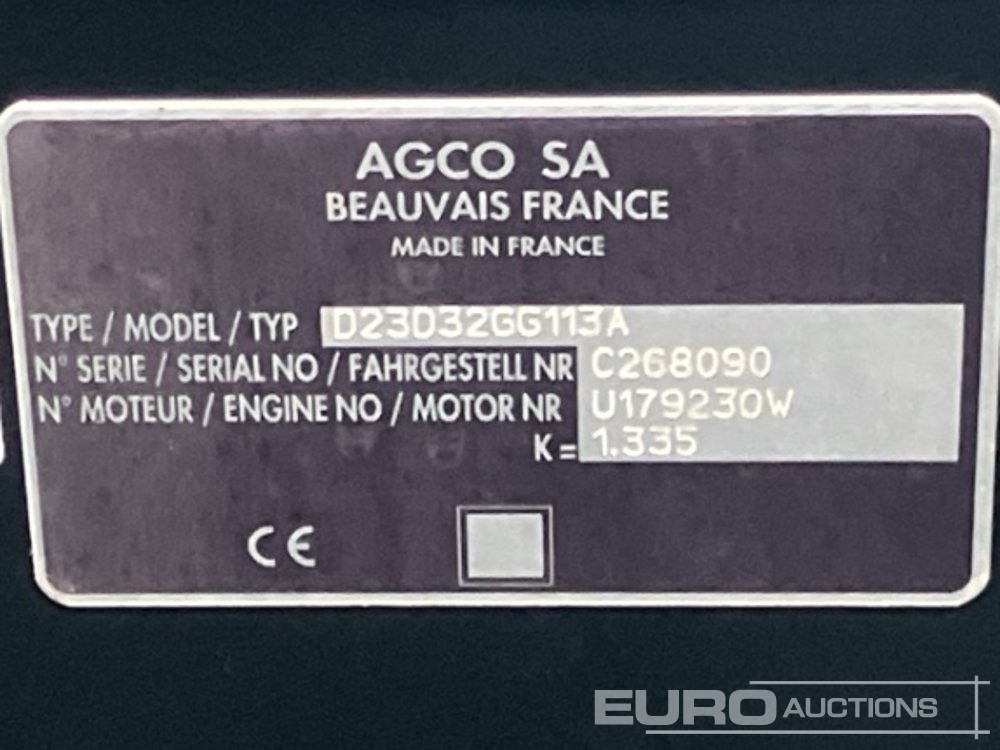 AGCO SA
BEAUVAIS FRANCE
MADE IN FRANCE
TYPE / MODEL / TYP D23D32GG113A
N° SERIE / SERIAL NO / FAHRGESTELL NR C268090
N° MOTEUR / ENGINE NO / MOTOR NR U179230W
K = 1.335
CE
EURO AUCTIONS